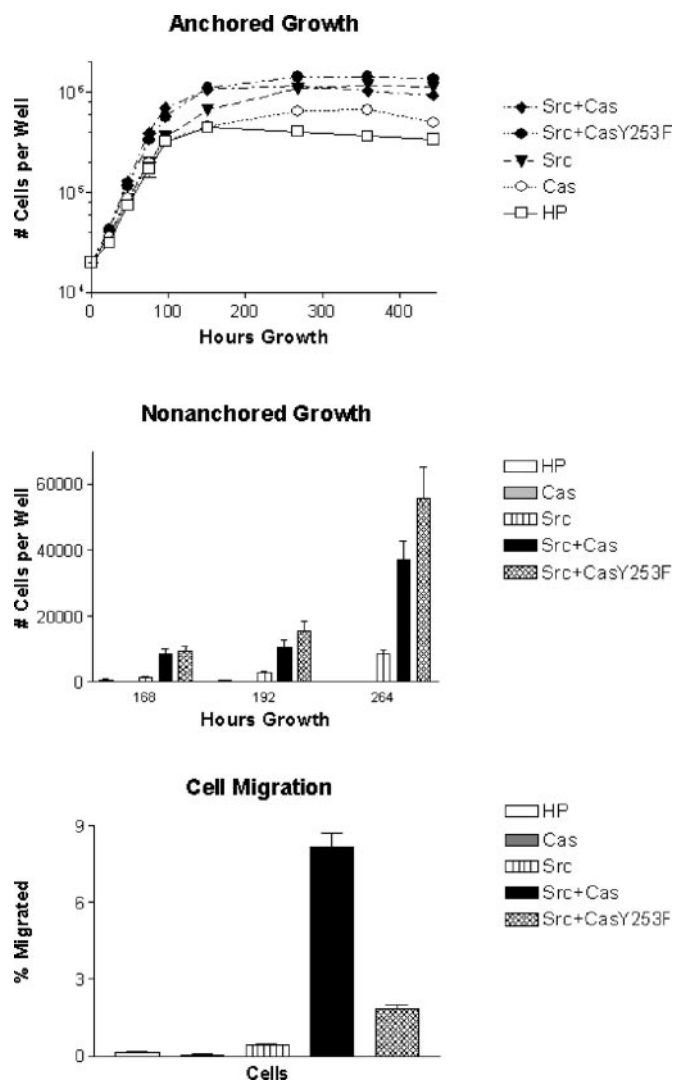 Anchored Growth
# Cells per Well
10⁶
10⁵
10⁴
0 100 200 300 400
Hours Growth
Src+Cas
Src+CasY253F
Src
Cas
HP
Nonanchored Growth
# Cells per Well
60000
40000
20000
0
168 192 264
Hours Growth
HP
Cas
Src
Src+Cas
Src+CasY253F
Cell Migration
% Migrated
9
6
3
0
Cells
HP
Cas
Src
Src+Cas
Src+CasY253F